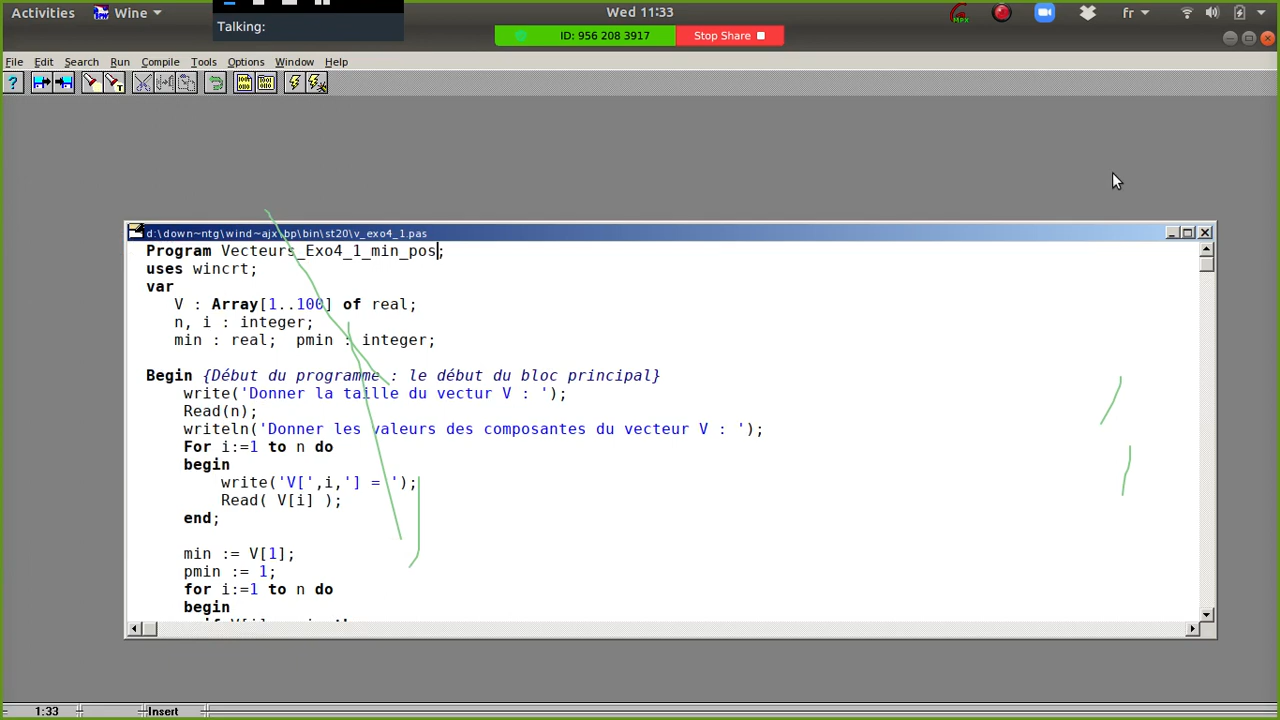 Activities Wine Wed 11:33 MPX fr
Talking:
ID: 956 208 3917 Stop Share
File Edit Search Run Compile Tools Options Window Help
d:\down~ntg\wind~ajx\bp\bin\st20\v_exo4_1.pas
Program Vecteurs_Exo4_1_min_pos;
uses wincrt;
var
V : Array[1..100] of real;
n, i : integer;
min : real; pmin : integer;
Begin {Début du programme : le début du bloc principal}
write('Donner la taille du vectur V : ');
Read(n);
writeln('Donner les valeurs des composantes du vecteur V : ');
For i:=1 to n do
begin
write('V[',i,'] = ');
Read( V[i] );
end;
min := V[1];
pmin := 1;
for i:=1 to n do
begin
1:33 Insert